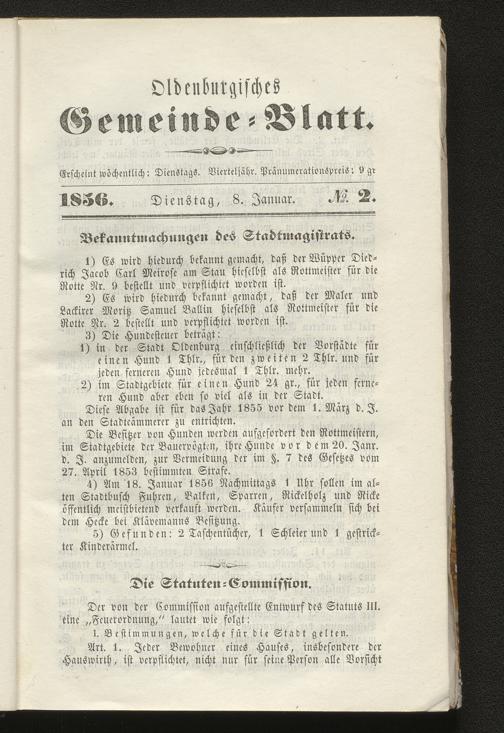 Oldenburgisches
Gemeinde-Blatt.
Erscheint wöchentlich: Dienstags. Vierteljähr. Pränumerationspreis: 9 gr
1856. Dienstag, 8. Januar. № 2.
Bekanntmachungen des Stadtmagistrats.
1) Es wird hiedurch bekannt gemacht, daß der Wüpper Died-
rich Jacob Carl Meirose am Stau hieselbst als Rottmeister für die
Rotte Nr. 9 bestellt und verpflichtet worden ist.
2) Es wird hiedurch bekannt gemacht, daß der Maler und
Lackirer Moritz Samuel Ballin hieselbst als Rottmeister für die
Rotte Nr. 2 bestellt und verpflichtet worden ist.
3) Die Hundesteuer beträgt:
1) in der Stadt Oldenburg einschließlich der Vorstädte für
einen Hund 1 Thlr., für den zweiten 2 Thlr. und für
jeden ferneren Hund jedesmal 1 Thlr. mehr.
2) im Stadtgebiete für einen Hund 24 gr., für jeden ferne-
ren Hund aber eben so viel als in der Stadt.
Diese Abgabe ist für das Jahr 1855 vor dem 1. März d. J.
an den Stadtkämmerer zu entrichten.
Die Besitzer von Hunden werden aufgefordert den Rottmeistern,
im Stadtgebiete der Bauervögten, ihre Hunde vor dem 20. Janr.
d. J. anzumelden, zur Vermeidung der im §. 7 des Gesetzes vom
27. April 1853 bestimmten Strafe.
4) Am 18. Januar 1856 Nachmittags 1 Uhr sollen im al-
ten Stadtbusch Fuhren, Balken, Sparren, Rickelholz und Ricke
öffentlich meistbietend verkauft werden. Käufer versammeln sich bei
dem Hecke bei Klävemanns Besitzung.
5) Gefunden: 2 Taschentücher, 1 Schleier und 1 gestrick-
ter Kinderärmel.
Die Statuten-Commission.
Der von der Commission aufgestellte Entwurf des Statuts III.
eine „Feuerordnung," lautet wie folgt:
I. Bestimmungen, welche für die Stadt gelten.
Art. 1. Jeder Bewohner eines Hauses, insbesondere der
Hauswirth, ist verpflichtet, nicht nur für seine Person alle Vorsicht